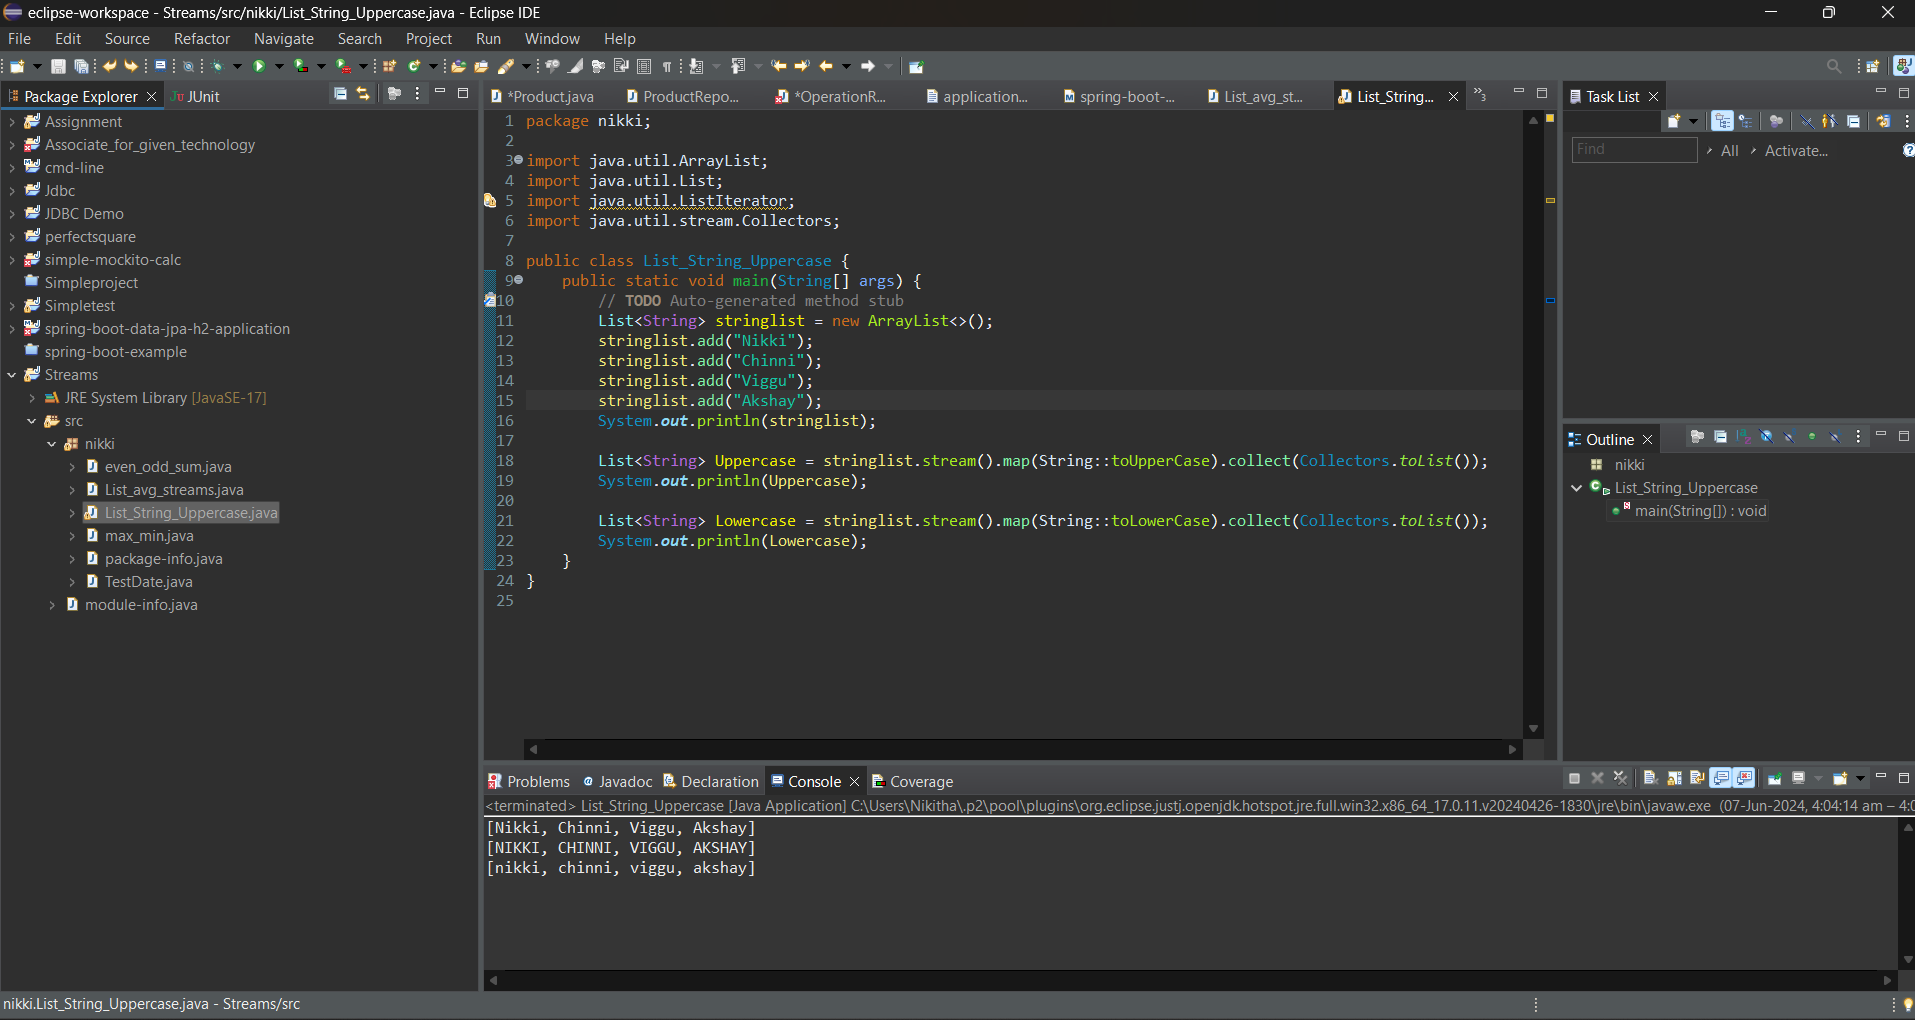 eclipse-workspace - Streams/src/nikki/List_String_Uppercase.java - Eclipse IDE
File Edit Source Refactor Navigate Search Project Run Window Help
Package Explorer JUnit
*Product.java ProductRepo... *OperationR... application... spring-boot-... List_avg_st... List_String... »3
Task List
Assignment
Associate_for_given_technology
cmd-line
Jdbc
JDBC Demo
perfectsquare
simple-mockito-calc
Simpleproject
Simpletest
spring-boot-data-jpa-h2-application
spring-boot-example
Streams
JRE System Library [JavaSE-17]
src
nikki
even_odd_sum.java
List_avg_streams.java
List_String_Uppercase.java
max_min.java
package-info.java
TestDate.java
module-info.java
1 package nikki;
2
3 import java.util.ArrayList;
4 import java.util.List;
5 import java.util.ListIterator;
6 import java.util.stream.Collectors;
7
8 public class List_String_Uppercase {
9 public static void main(String[] args) {
10 // TODO Auto-generated method stub
11 List<String> stringlist = new ArrayList<>();
12 stringlist.add("Nikki");
13 stringlist.add("Chinni");
14 stringlist.add("Viggu");
15 stringlist.add("Akshay");
16 System.out.println(stringlist);
17
18 List<String> Uppercase = stringlist.stream().map(String::toUpperCase).collect(Collectors.toList());
19 System.out.println(Uppercase);
20
21 List<String> Lowercase = stringlist.stream().map(String::toLowerCase).collect(Collectors.toList());
22 System.out.println(Lowercase);
23 }
24 }
25
Find All Activate...
Outline
nikki
List_String_Uppercase
main(String[]) : void
Problems Javadoc Declaration Console Coverage
<terminated> List_String_Uppercase [Java Application] C:\Users\Nikitha\.p2\pool\plugins\org.eclipse.justj.openjdk.hotspot.jre.full.win32.x86_64_17.0.11.v20240426-1830\jre\bin\javaw.exe (07-Jun-2024, 4:04:14 am – 4:0
[Nikki, Chinni, Viggu, Akshay]
[NIKKI, CHINNI, VIGGU, AKSHAY]
[nikki, chinni, viggu, akshay]
nikki.List_String_Uppercase.java - Streams/src